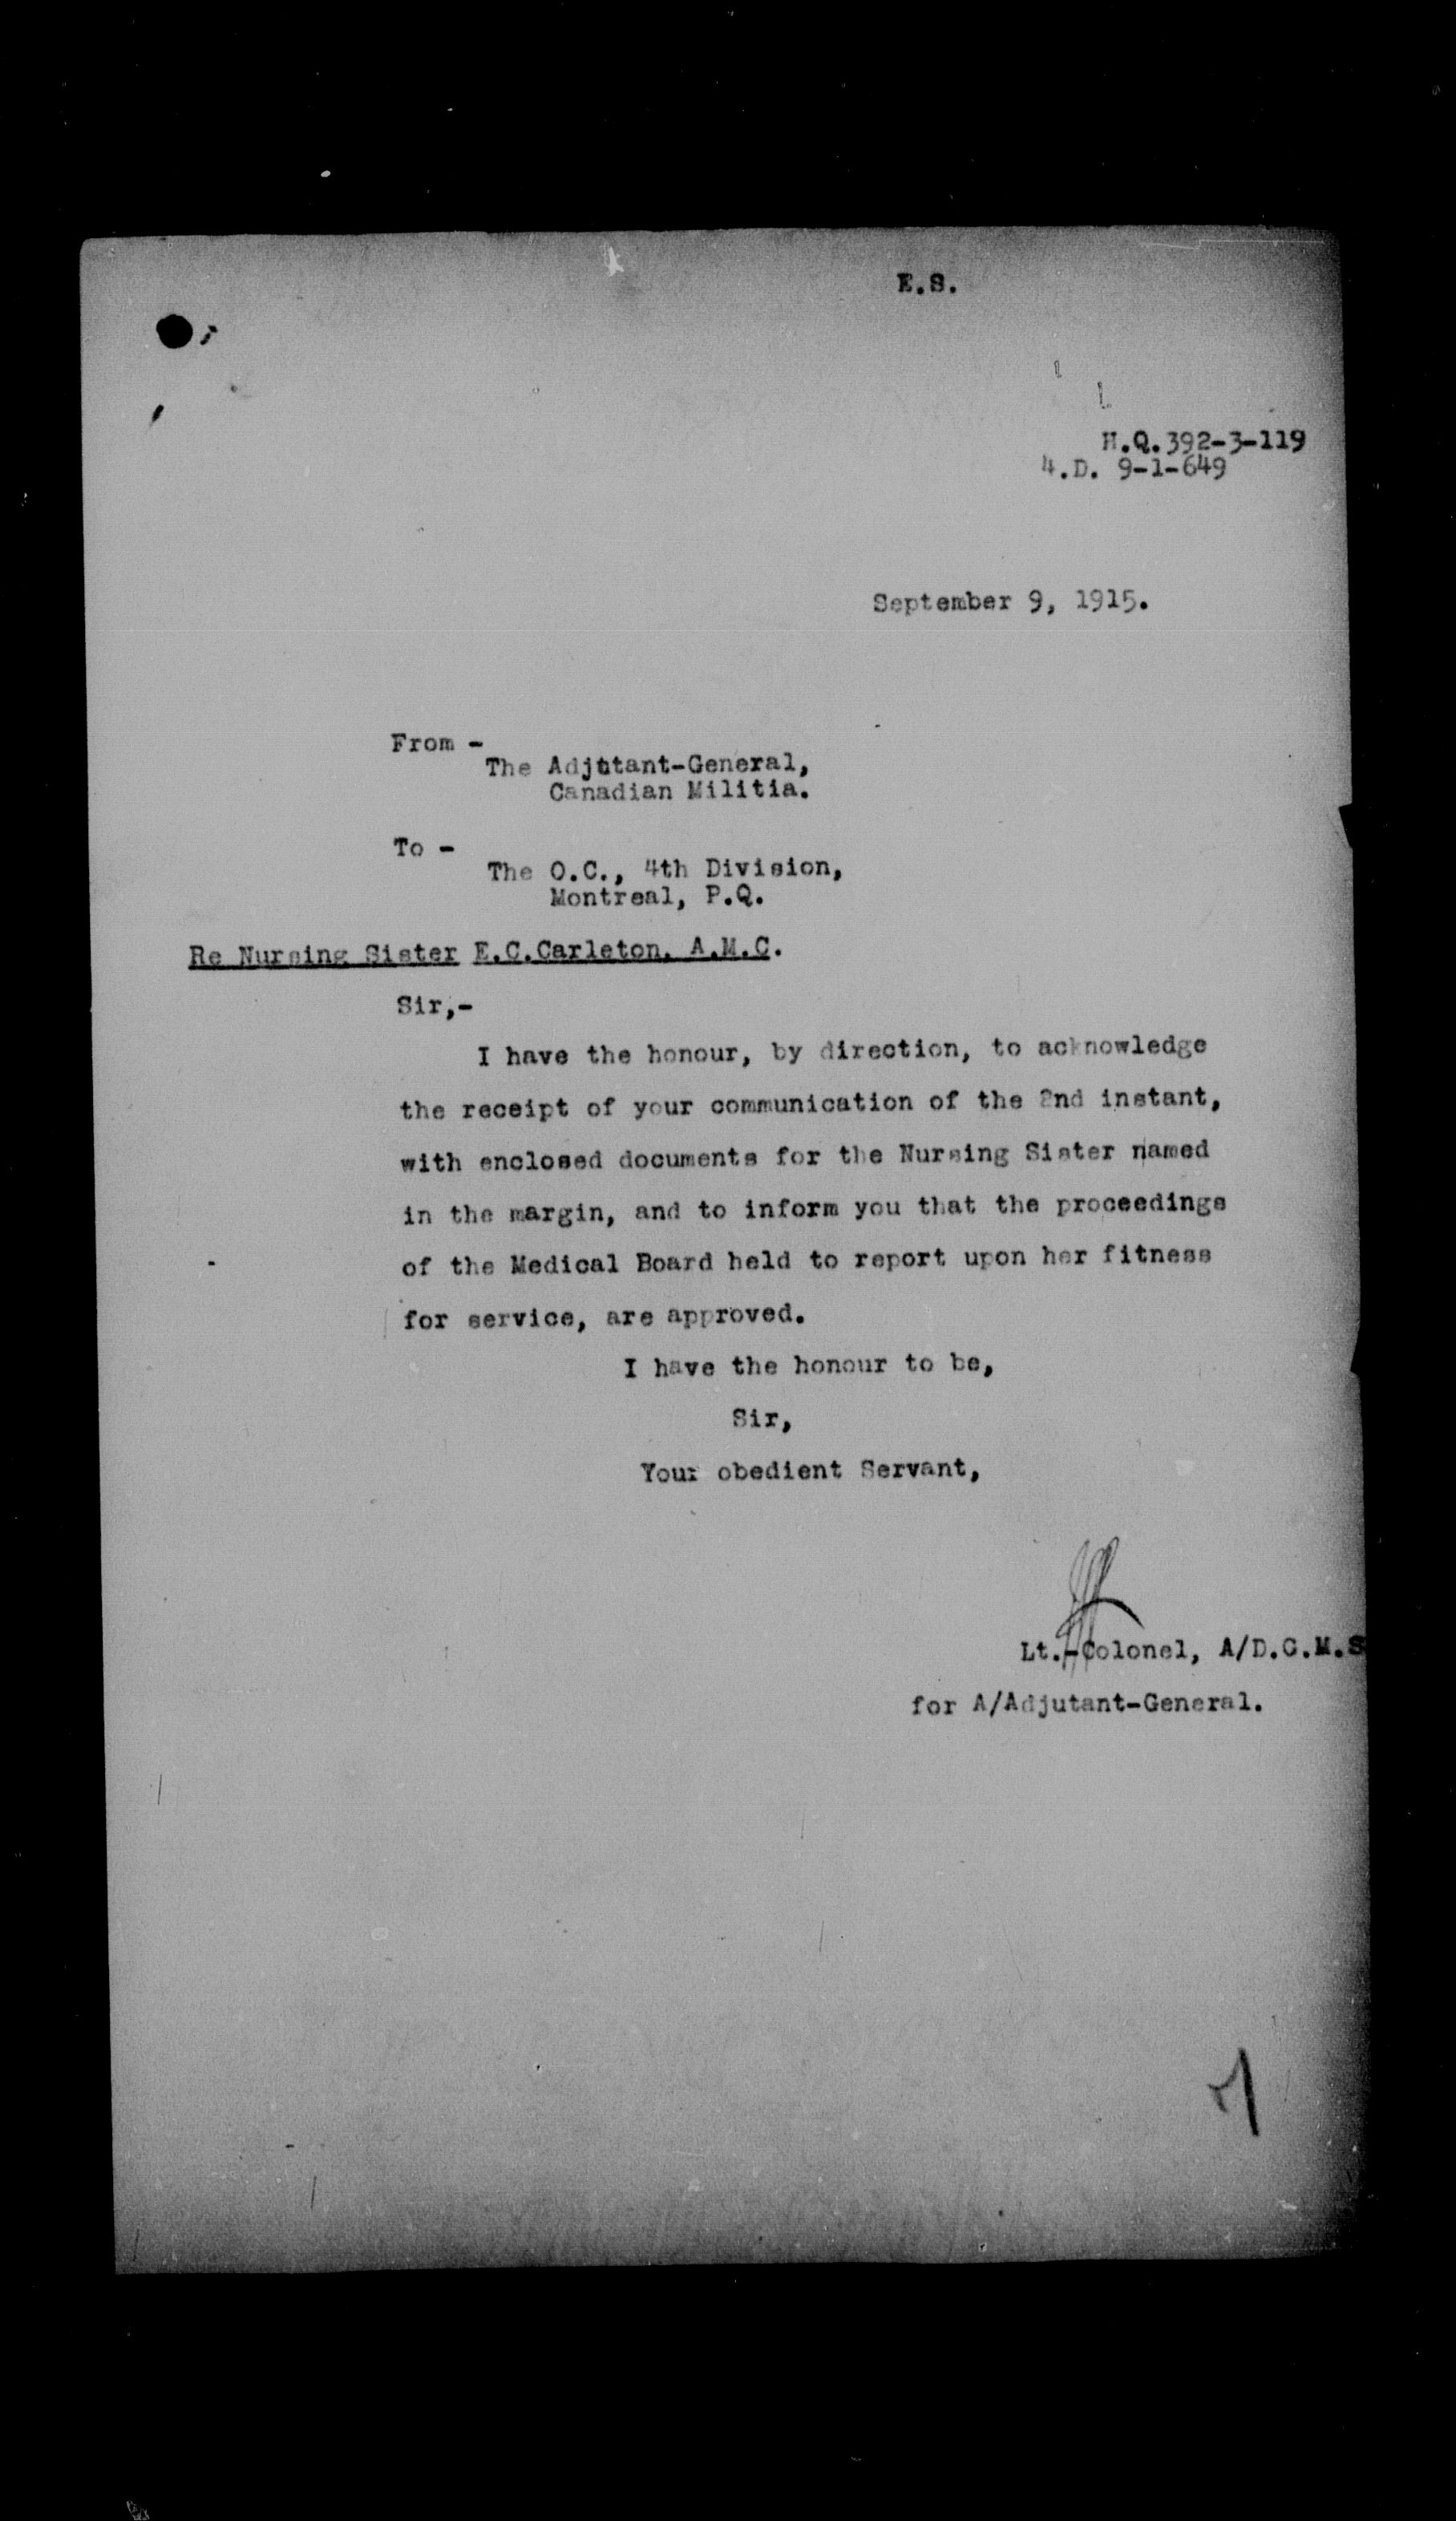 E.S.
H.Q.392-3-119
4.D. 9-1-649
September 9, 1915.
From -
The Adjutant-General,
Canadian Militia.
To -
The O.C., 4th Division,
Montreal, P.Q.
Re Nursing Sister E.C.Carleton. A.M.C.
Sir,-
I have the honour, by direction, to acknowledge
the receipt of your communication of the 2nd instant,
with enclosed documents for the Nursing Sister named
in the margin, and to inform you that the proceedings
of the Medical Board held to report upon her fitness
for service, are approved.
I have the honour to be,
Sir,
Your obedient Servant,
Lt.-Colonel, A/D.G.M.S
for A/Adjutant-General.